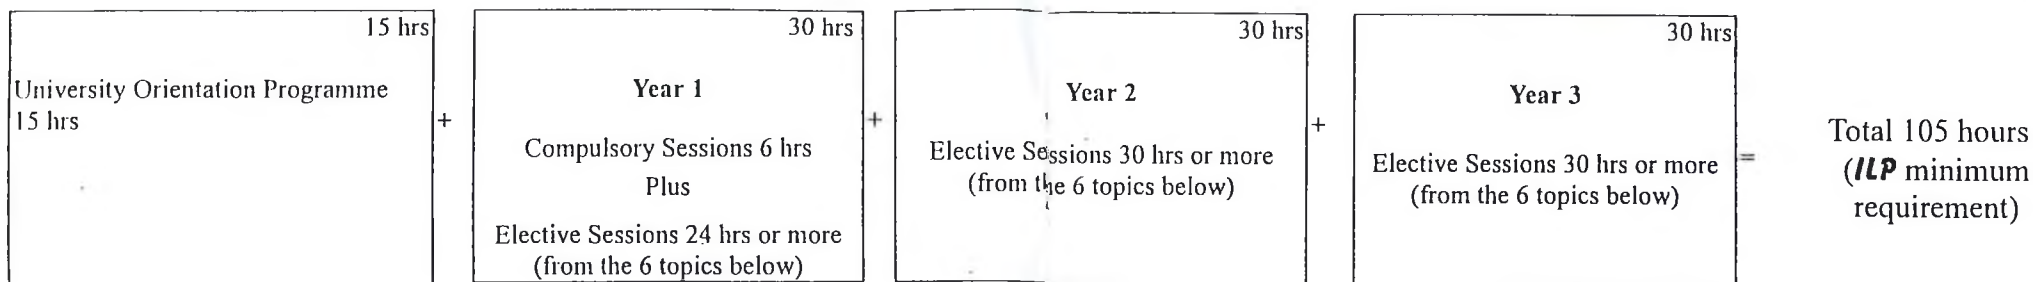 15 hrs
University Orientation Programme
15 hrs
+
30 hrs
Year 1
Compulsory Sessions 6 hrs
Plus
Elective Sessions 24 hrs or more
(from the 6 topics below)
+
30 hrs
Year 2
Elective Sessions 30 hrs or more
(from the 6 topics below)
+
30 hrs
Year 3
Elective Sessions 30 hrs or more
(from the 6 topics below)
=
Total 105 hours
(ILP minimum
requirement)